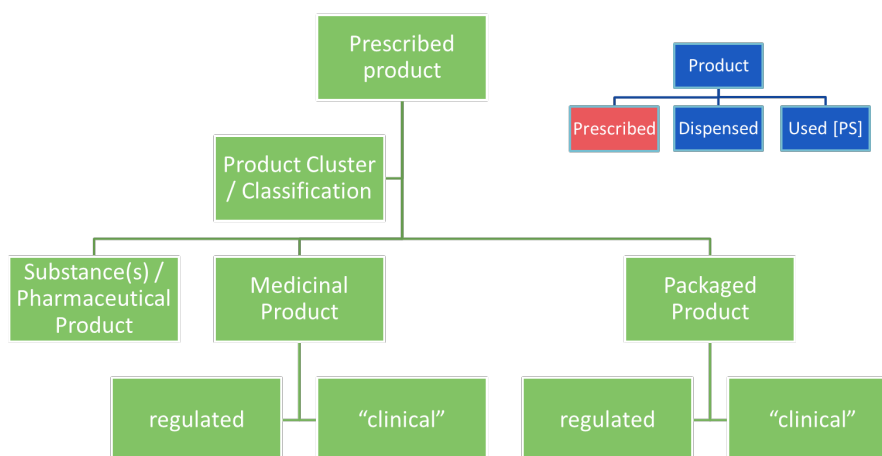 Prescribed
product
Product
Prescribed
Dispensed
Used [PS]
Product Cluster
/ Classification
Substance(s) /
Pharmaceutical
Product
Medicinal
Product
Packaged
Product
regulated
“clinical”
regulated
“clinical”